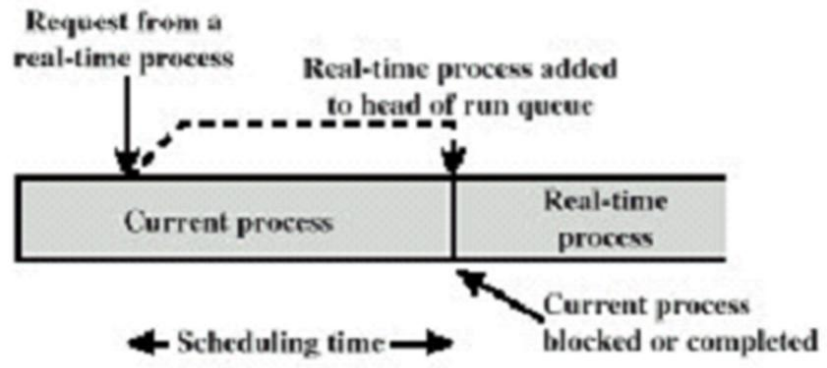 Request from a
real-time process
Real-time process added
to head of run queue
Current process
Real-time
process
Current process
blocked or completed
Scheduling time